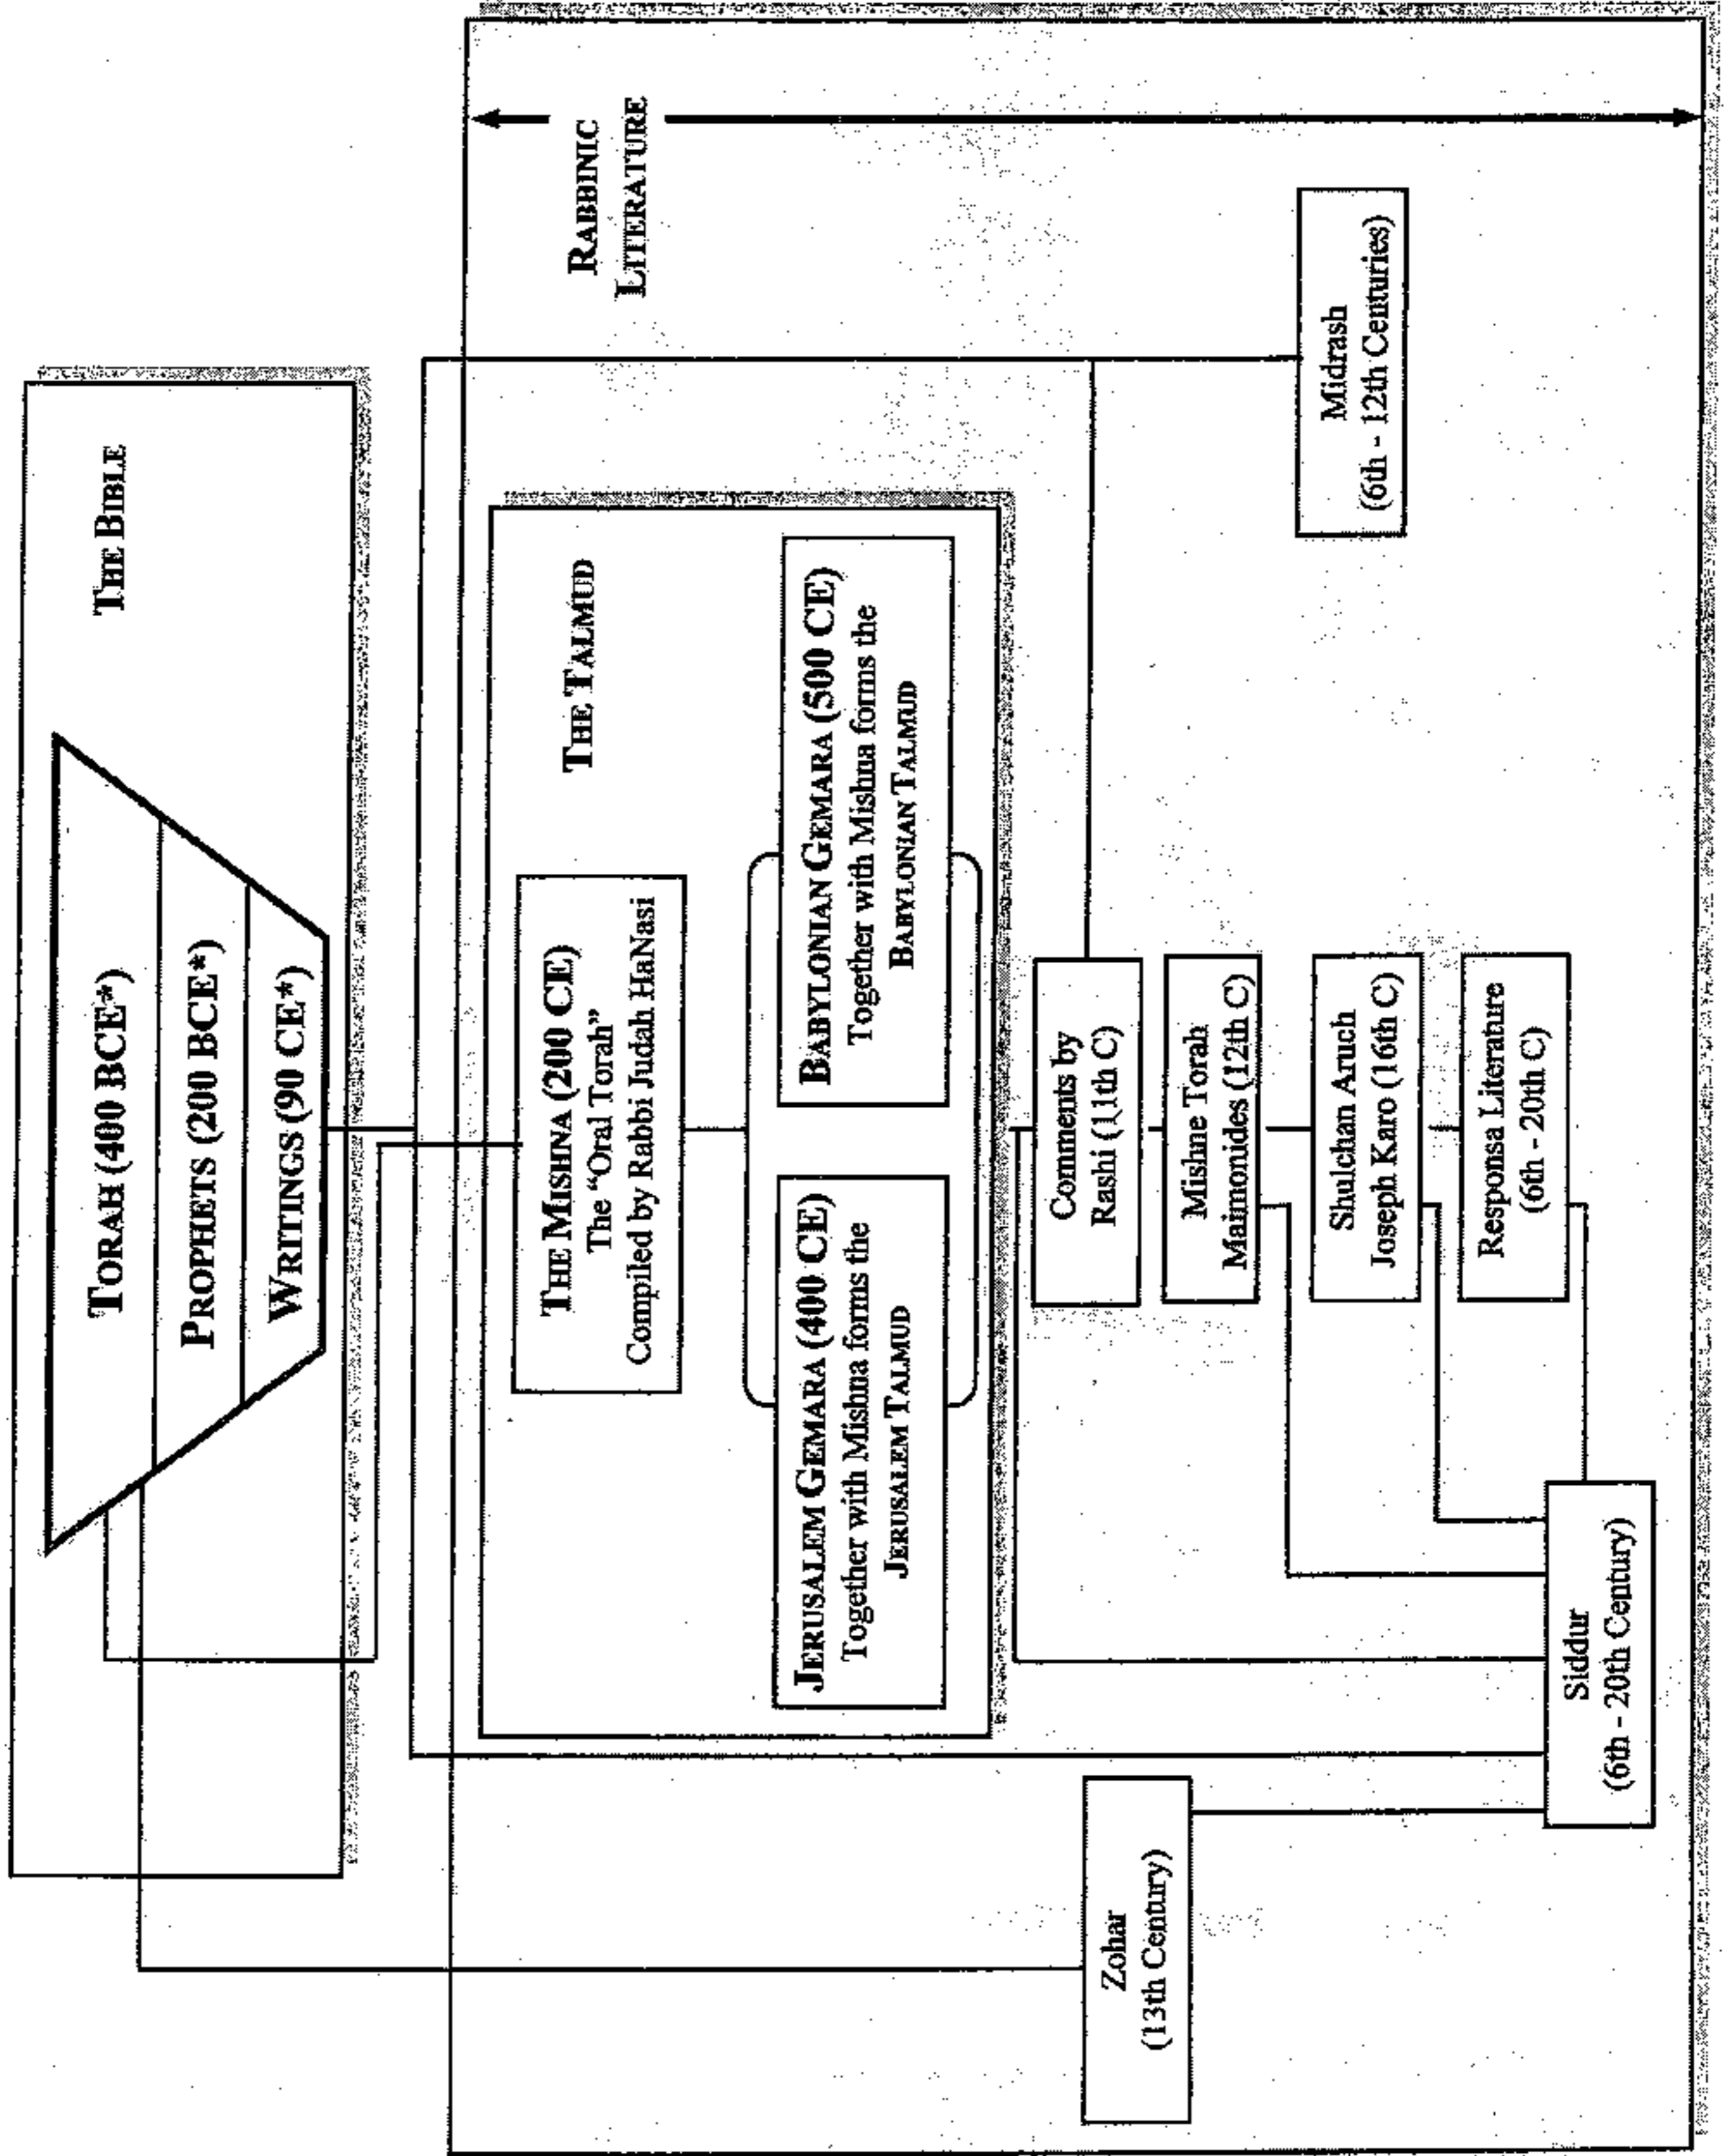 THE BIBLE
TORAH (400 BCE*)
PROPHETS (200 BCE*)
WRITINGS (90 CE*)
RABBINIC
LITERATURE
THE TALMUD
THE MISHNA (200 CE)
The “Oral Torah”
Compiled by Rabbi Judah HaNasi
JERUSALEM GEMARA (400 CE)
Together with Mishna forms the
JERUSALEM TALMUD
BABYLONIAN GEMARA (500 CE)
Together with Mishna forms the
BABYLONIAN TALMUD
Comments by
Rashi (11th C)
Mishne Torah
Maimonides (12th C)
Shulchan Aruch
Joseph Karo (16th C)
Responsa Literature
(6th - 20th C)
Midrash
(6th - 12th Centuries)
Zohar
(13th Century)
Siddur
(6th - 20th Century)